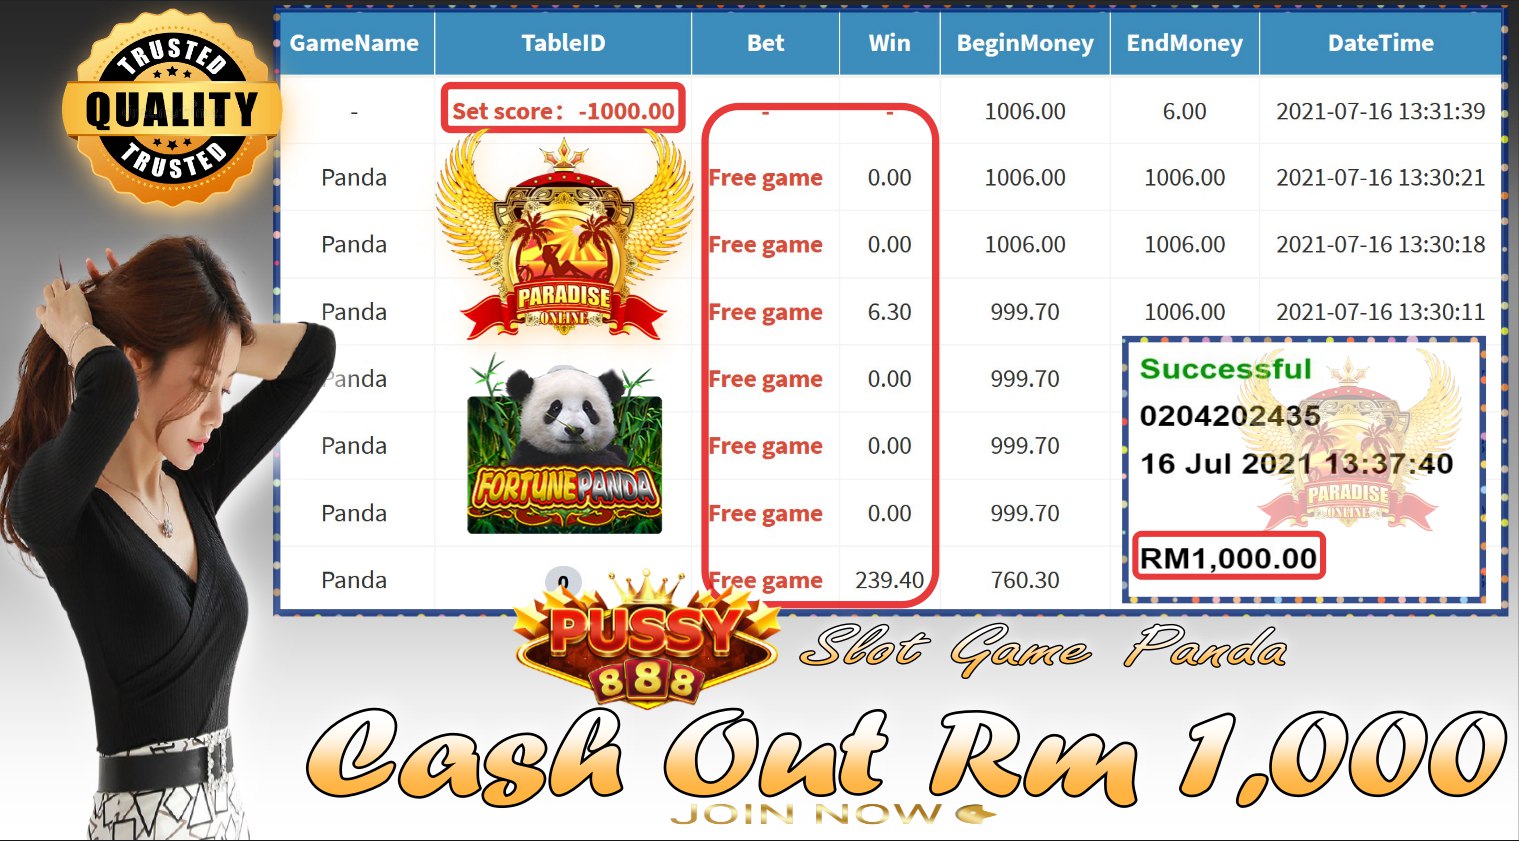 TRUSTED
QUALITY
TRUSTED
GameName TableID Bet Win BeginMoney EndMoney DateTime
- Set score: -1000.00 - - 1006.00 6.00 2021-07-16 13:31:39
Panda Free game 0.00 1006.00 1006.00 2021-07-16 13:30:21
Panda Free game 0.00 1006.00 1006.00 2021-07-16 13:30:18
Panda Free game 6.30 999.70 1006.00 2021-07-16 13:30:11
Panda Free game 0.00 999.70
Panda Free game 0.00 999.70
Panda Free game 0.00 999.70
Panda 0 Free game 239.40 760.30
PARADISE
ONLINE
FORTUNE PANDA
Successful
0204202435
16 Jul 2021 13:37:40
PARADISE
ONLINE
RM1,000.00
PUSSY
888
Slot Game Panda
Cash Out Rm 1,000
JOIN NOW